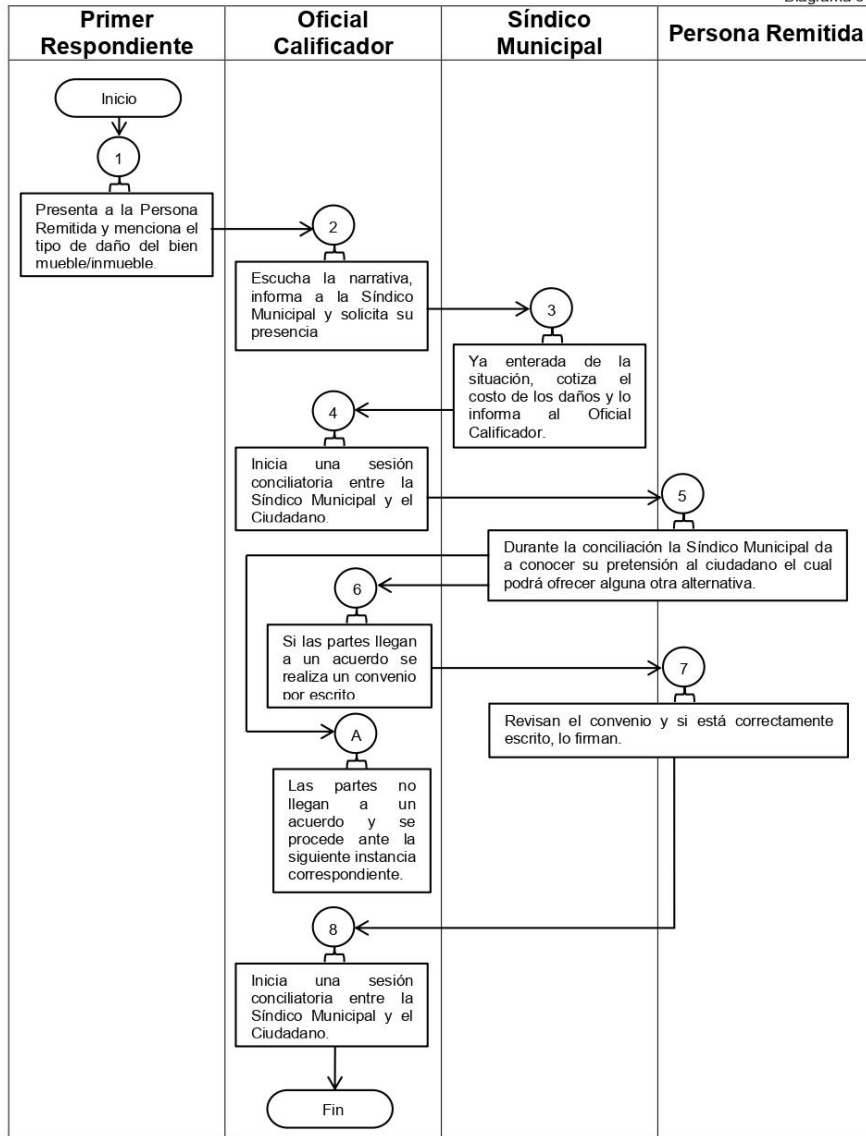 Primer
Respondiente
Oficial
Calificador
Síndico
Municipal
Persona Remitida
Inicio
1
Presenta a la Persona
Remitida y menciona el
tipo de daño del bien
mueble/inmueble.
2
Escucha la narrativa,
informa a la Síndico
Municipal y solicita su
presencia
3
Ya enterada de la
situación, cotiza el
costo de los daños y lo
informa al Oficial
Calificador.
4
Inicia una sesión
conciliatoria entre la
Síndico Municipal y el
Ciudadano.
5
Durante la conciliación la Síndico Municipal da
a conocer su pretensión al ciudadano el cual
podrá ofrecer alguna otra alternativa.
6
Si las partes llegan
a un acuerdo se
realiza un convenio
por escrito.
7
Revisan el convenio y si está correctamente
escrito, lo firman.
A
Las partes no
llegan a un
acuerdo y se
procede ante la
siguiente instancia
correspondiente.
8
Inicia una sesión
conciliatoria entre la
Síndico Municipal y el
Ciudadano.
Fin